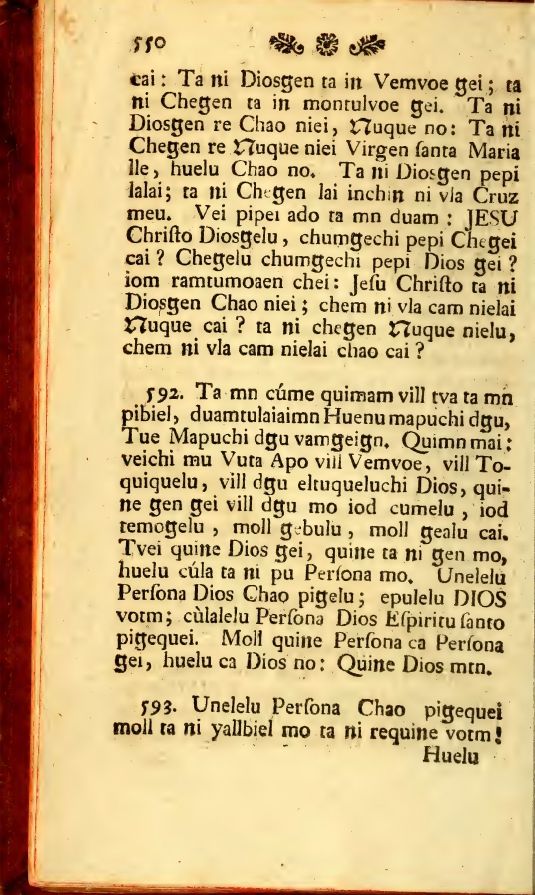 550
cai: Ta ni Diosgen ta in Vemvoe gei; ta
ni Chegen ta in montulvoe gei. Ta ni
Diosgen re Chao niei, Ñuque no: Ta ni
Chegen re Ñuque niei Virgen ſanta Maria
lle, huelu Chao no. Ta ni Diosgen pepi
lalai; ta ni Chegen lai inchin ni vla Cruz
meu. Vei pipei ado ta mn duam: JESU
Chriſto Diosgelu, chumgechi pepi Chegei
cai? Chegelu chumgechi pepi Dios gei?
iom ramtumoaen chei: Jeſu Chriſto ta ni
Diosgen Chao niei; chem ni vla cam nielai
Ñuque cai? ta ni chegen Ñuque nielu,
chem ni vla cam nielai chao cai?
592. Ta mn cúme quimam vill tva ta mn
pibiel, duamtulaiaimn Huenu mapuchi dgu,
Tue Mapuchi dgu vamgeign. Quimn mai:
veichi mu Vuta Apo vill Vemvoe, vill To-
quiquelu, vill dgu eltuqueluchi Dios, qui-
ne gen gei vill dgu mo iod cumelu, iod
temogelu, moll gebulu, moll gealu cai.
Tvei quine Dios gei, quine ta ni gen mo,
huelu cúla ta ni pu Perſona mo. Unelelu
Perſona Dios Chao pigelu; epulelu DIOS
votm; cùlalelu Perſona Dios Eſpiritu ſanto
pigequei. Moll quine Perſona ca Perſona
gei, huelu ca Dios no: Quine Dios mtn.
593. Unelelu Perſona Chao pigequei
moll ta ni yallbiel mo ta ni requine votm!
Huelu